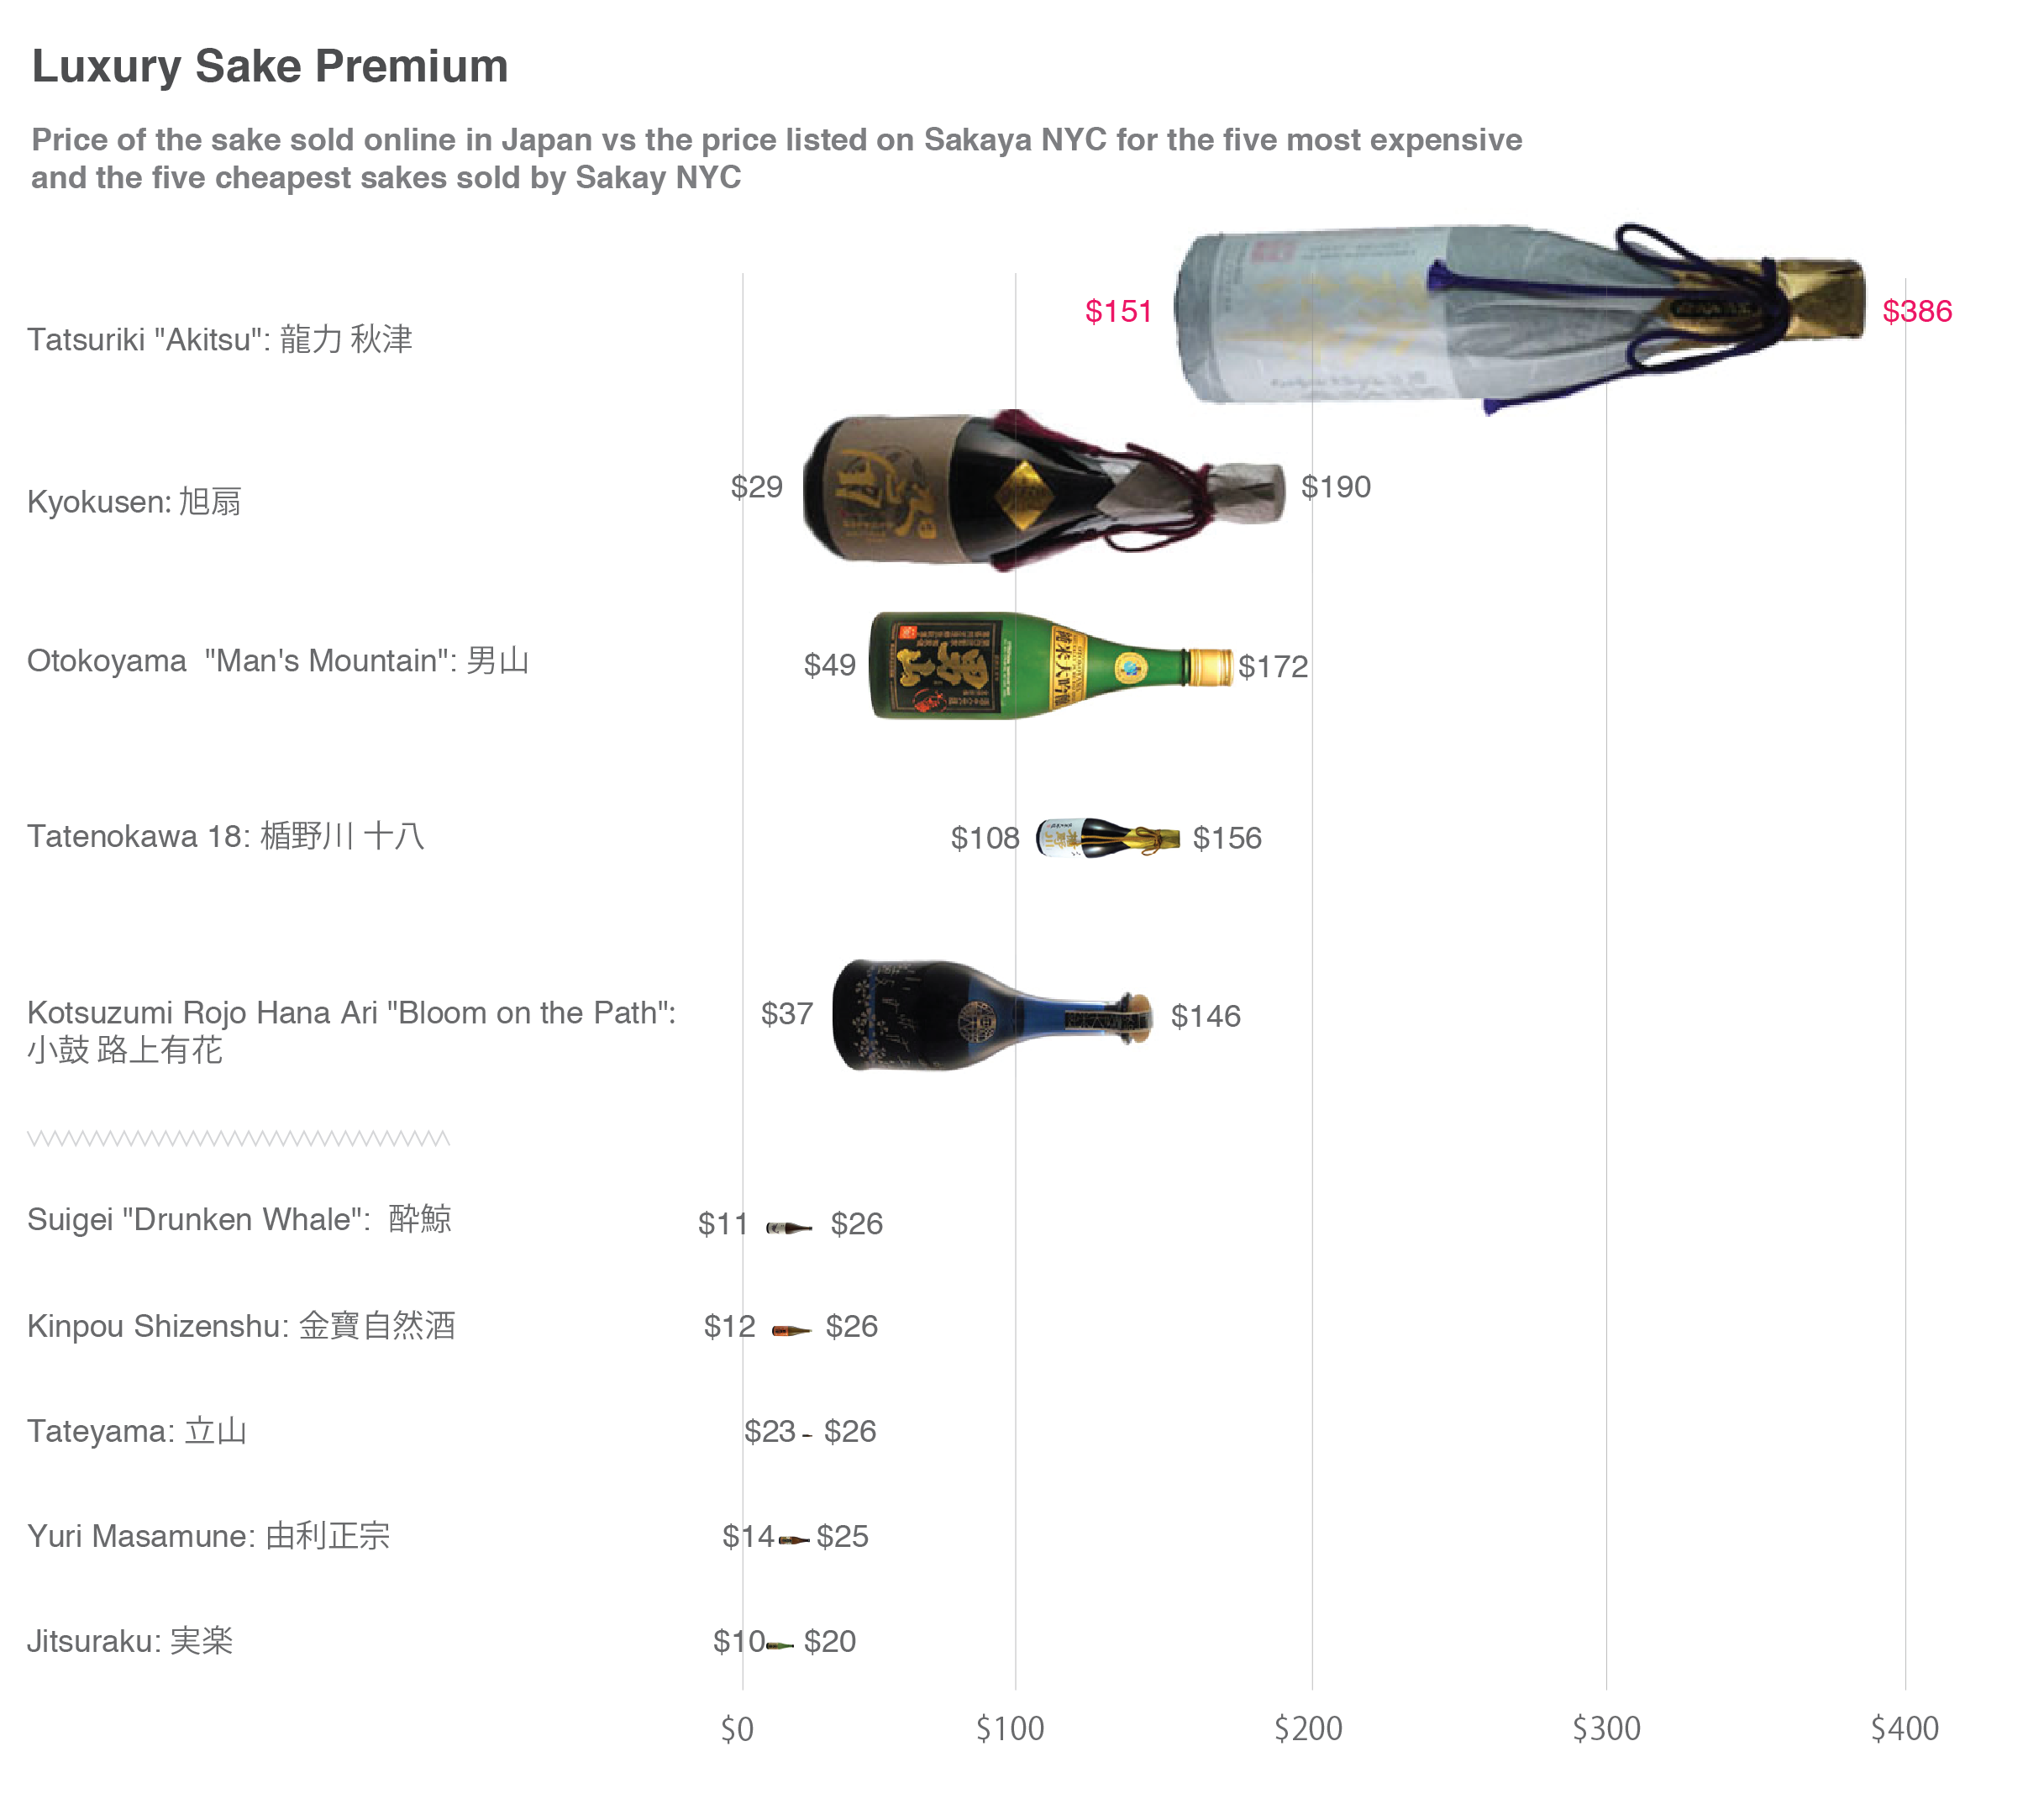 Luxury Sake Premium
Price of the sake sold online in Japan vs the price listed on Sakaya NYC for the five most expensive
and the five cheapest sakes sold by Sakay NYC
Tatsuriki "Akitsu": 龍力 秋津
$151
$386
Kyokusen: 旭扇
$29
$190
Otokoyama "Man's Mountain": 男山
$49
男山
$172
Tatenokawa 18: 楯野川 十八
$108
$156
Kotsuzumi Rojo Hana Ari "Bloom on the Path":
小鼓 路上有花
$37
$146
Suigei "Drunken Whale": 酔鯨
$11
$26
Kinpou Shizenshu: 金寶自然酒
$12
$26
Tateyama: 立山
$23
$26
Yuri Masamune: 由利正宗
$14
$25
Jitsuraku: 実楽
$10
$20
$0 $100 $200 $300 $400